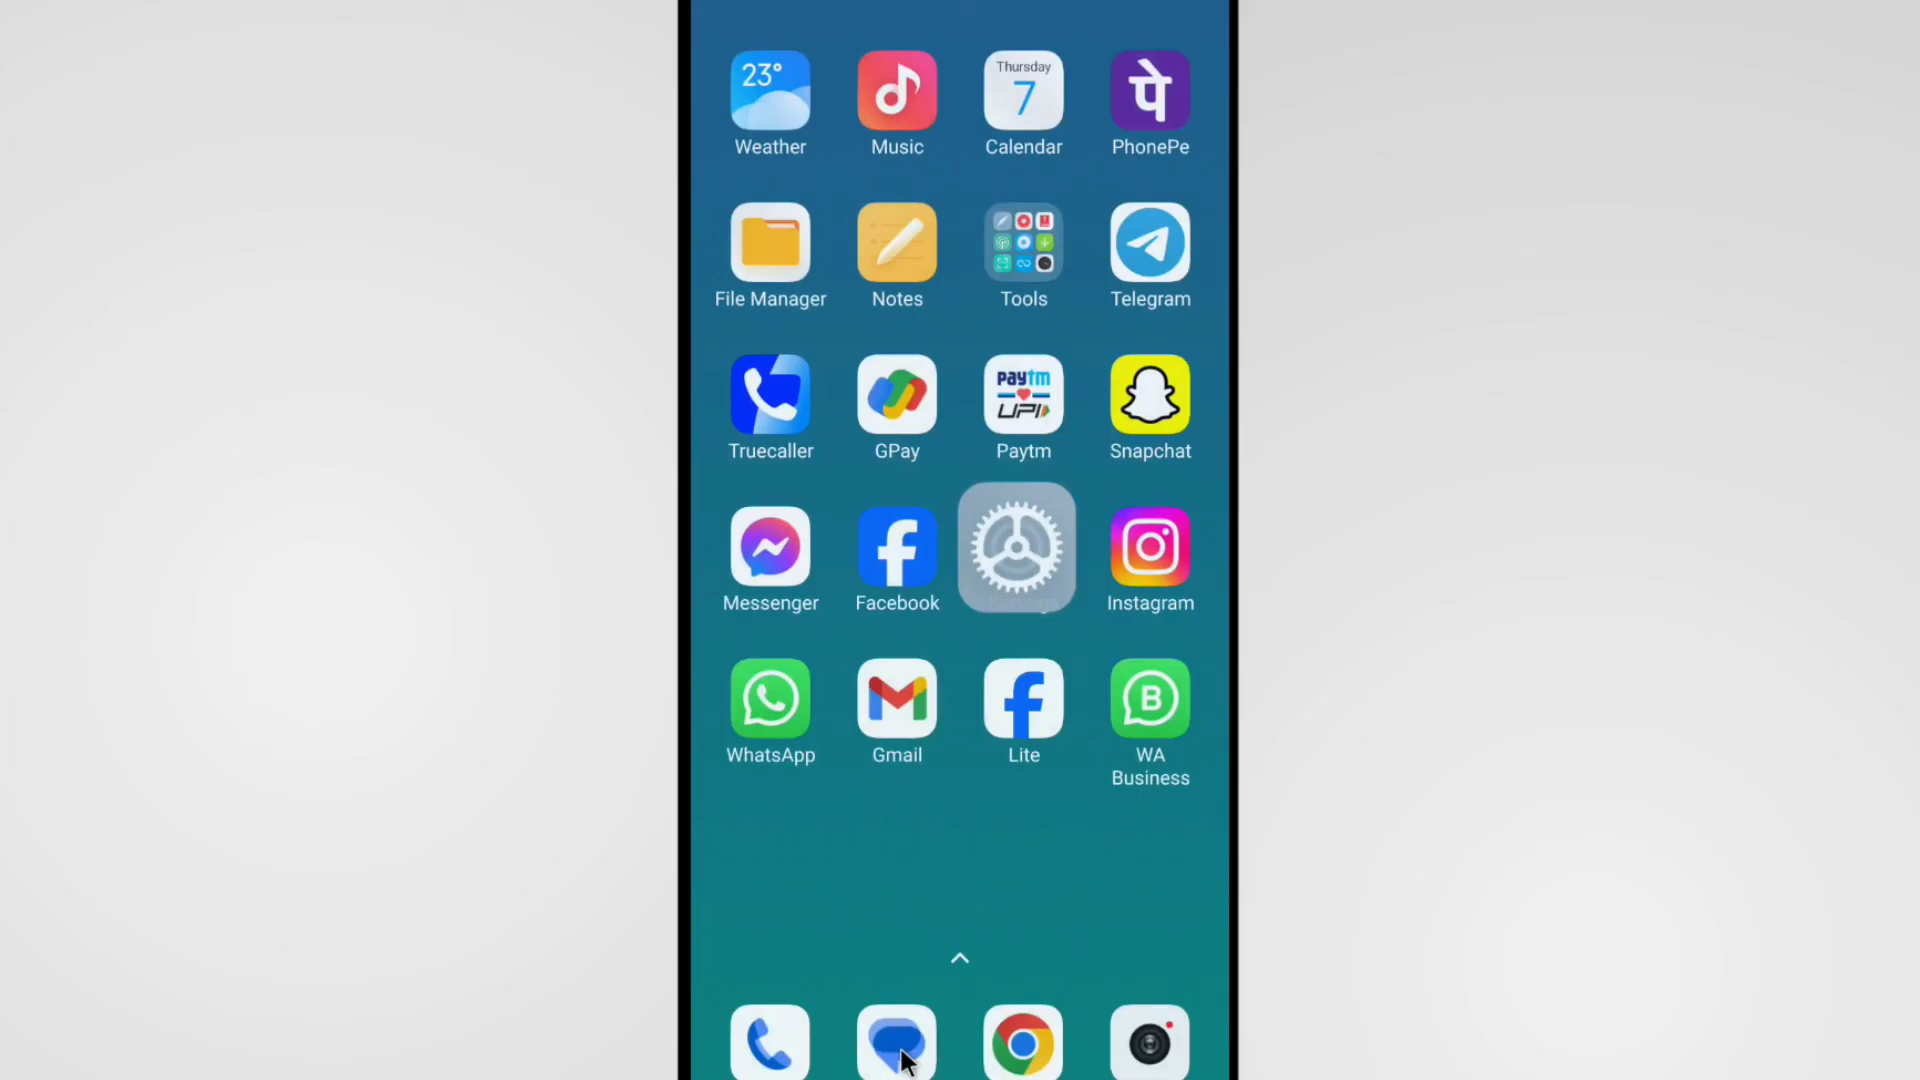 23°
Thursday
7
पे
Weather
Music
Calendar
PhonePe
File Manager
Notes
Tools
Telegram
paytm
UPI
Truecaller
GPay
Paytm
Snapchat
Messenger
Facebook
Instagram
B
WhatsApp
Gmail
Lite
WA
Business